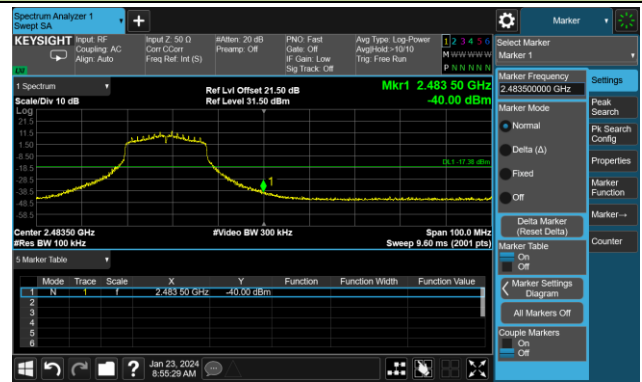 Spectrum Analyzer 1
Swept SA
Marker
KEYSIGHT
Input: RF
Coupling: AC
Align: Auto
Input Z: 50 Ω
Corr CCorr
Freq Ref: Int (S)
#Atten: 20 dB
Preamp: Off
PNO: Fast
Gate: Off
IF Gain: Low
Sig Track: Off
Avg Type: Log-Power
Avg|Hold:>10/10
Trig: Free Run
1 2 3 4 5 6
M W W W W W
P N N N N N
LW
Select Marker
Marker 1
1 Spectrum
Scale/Div 10 dB
Ref Lvl Offset 21.50 dB
Ref Level 31.50 dBm
Mkr1 2.483 50 GHz
-40.00 dBm
Log
21.5
11.5
1.50
-8.50
-18.5
-28.5
-38.5
-48.5
-58.5
DL1 -17.38 dBm
1
Center 2.48350 GHz
#Res BW 100 kHz
#Video BW 300 kHz
Span 100.0 MHz
Sweep 9.60 ms (2001 pts)
5 Marker Table
Mode Trace Scale X Y Function Function Width Function Value
1 N 1 f 2.483 50 GHz -40.00 dBm
2
3
4
5
6
Marker Frequency
2.483500000 GHz
Marker Mode
Normal
Delta (Δ)
Fixed
Off
Delta Marker
(Reset Delta)
Marker Table
On
Off
Marker Settings
Diagram
All Markers Off
Couple Markers
On
Off
Settings
Peak
Search
Pk Search
Config
Properties
Marker
Function
Marker→
Counter
?
Jan 23, 2024
8:55:29 AM